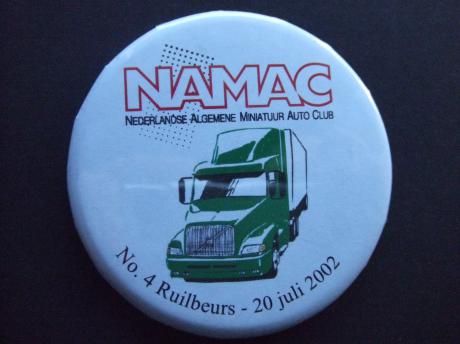 NAMAC
NEDERLANDSE ALGEMENE MINIATUUR AUTO CLUB
No. 4 Ruilbeurs - 20 juli 2002